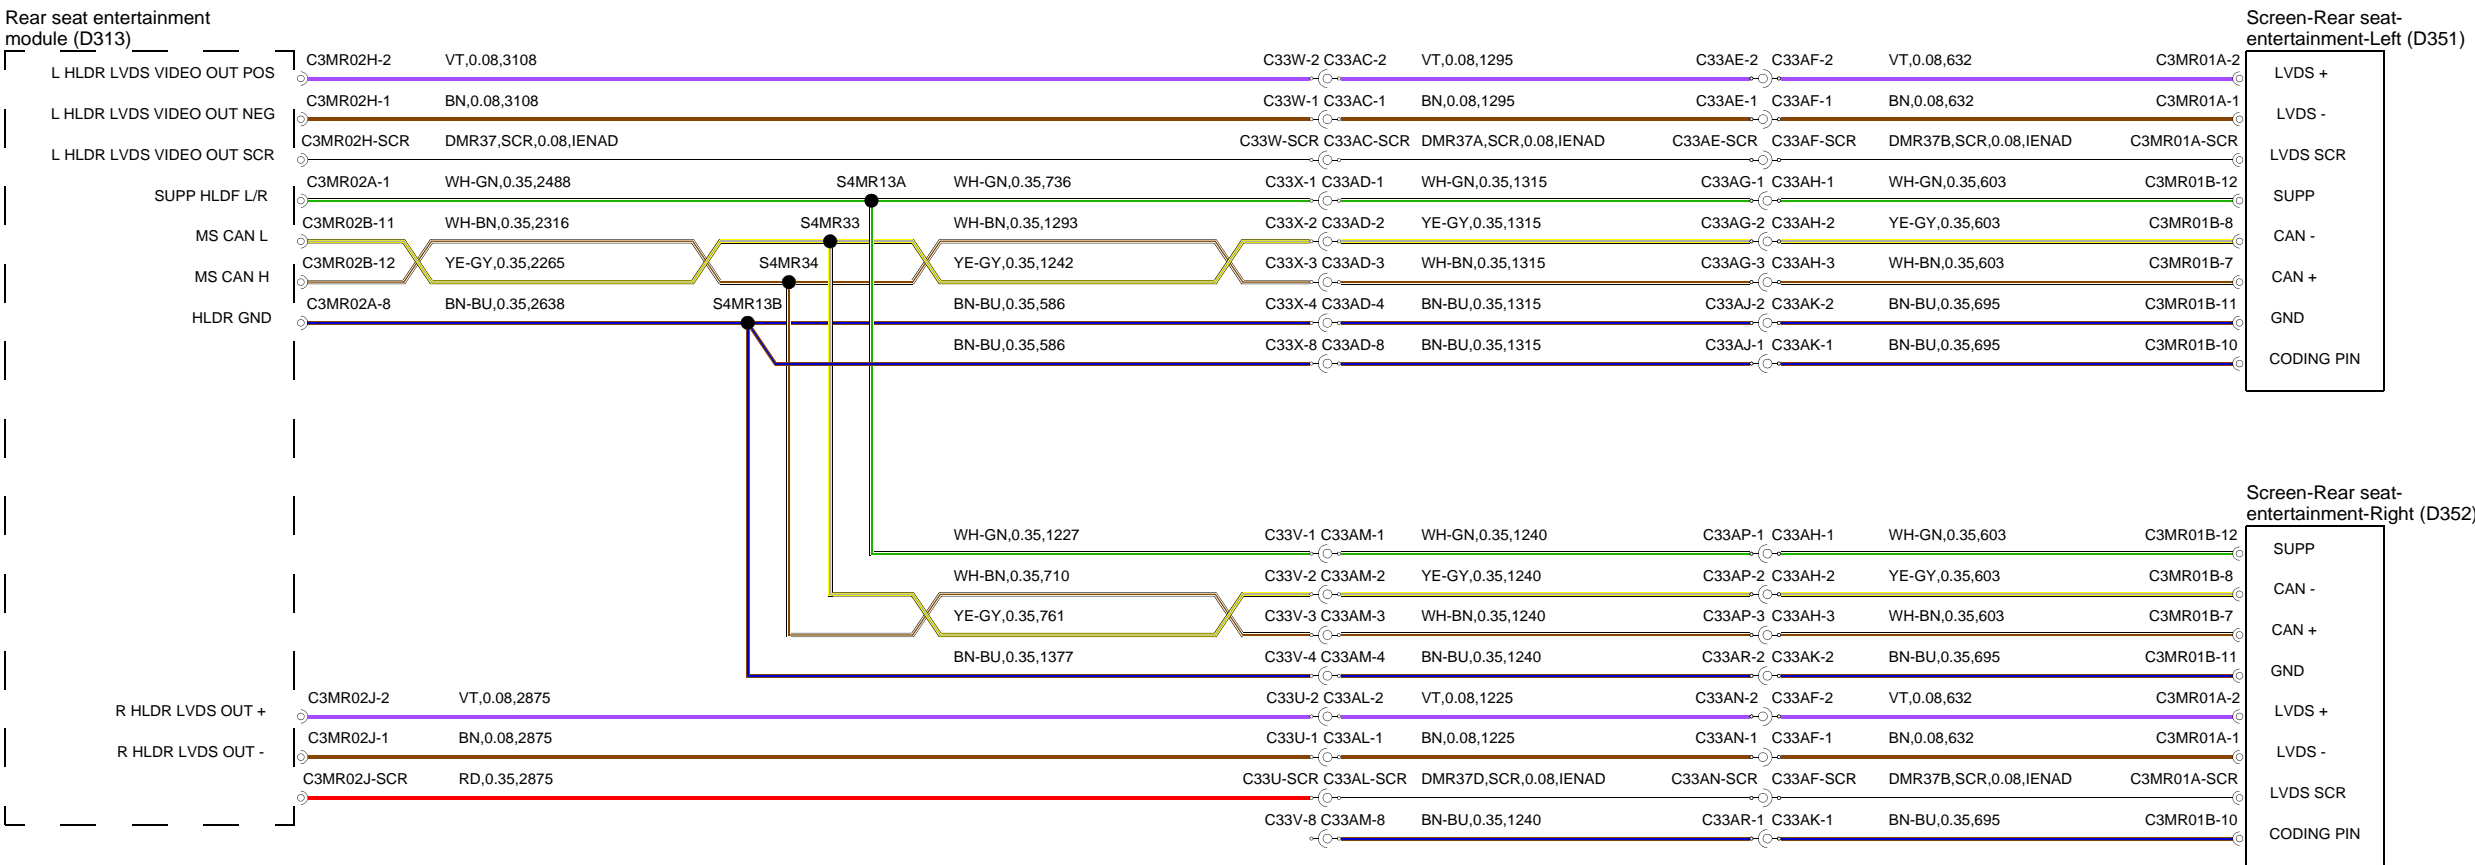 Rear seat entertainment
module (D313)
Screen-Rear seat-
entertainment-Left (D351)
L HLDR LVDS VIDEO OUT POS C3MR02H-2 VT,0.08,3108 C33W-2 C33AC-2 VT,0.08,1295 C33AE-2 C33AF-2 VT,0.08,632 C3MR01A-2 LVDS +
L HLDR LVDS VIDEO OUT NEG C3MR02H-1 BN,0.08,3108 C33W-1 C33AC-1 BN,0.08,1295 C33AE-1 C33AF-1 BN,0.08,632 C3MR01A-1 LVDS -
L HLDR LVDS VIDEO OUT SCR C3MR02H-SCR DMR37,SCR,0.08,IENAD C33W-SCR C33AC-SCR DMR37A,SCR,0.08,IENAD C33AE-SCR C33AF-SCR DMR37B,SCR,0.08,IENAD C3MR01A-SCR LVDS SCR
SUPP HLDF L/R C3MR02A-1 WH-GN,0.35,2488 S4MR13A WH-GN,0.35,736 C33X-1 C33AD-1 WH-GN,0.35,1315 C33AG-1 C33AH-1 WH-GN,0.35,603 C3MR01B-12 SUPP
MS CAN L C3MR02B-11 WH-BN,0.35,2316 S4MR33 WH-BN,0.35,1293 C33X-2 C33AD-2 YE-GY,0.35,1315 C33AG-2 C33AH-2 YE-GY,0.35,603 C3MR01B-8 CAN -
MS CAN H C3MR02B-12 YE-GY,0.35,2265 S4MR34 YE-GY,0.35,1242 C33X-3 C33AD-3 WH-BN,0.35,1315 C33AG-3 C33AH-3 WH-BN,0.35,603 C3MR01B-7 CAN +
HLDR GND C3MR02A-8 BN-BU,0.35,2638 S4MR13B BN-BU,0.35,586 C33X-4 C33AD-4 BN-BU,0.35,1315 C33AJ-2 C33AK-2 BN-BU,0.35,695 C3MR01B-11 GND
BN-BU,0.35,586 C33X-8 C33AD-8 BN-BU,0.35,1315 C33AJ-1 C33AK-1 BN-BU,0.35,695 C3MR01B-10 CODING PIN
Screen-Rear seat-
entertainment-Right (D352)
WH-GN,0.35,1227 C33V-1 C33AM-1 WH-GN,0.35,1240 C33AP-1 C33AH-1 WH-GN,0.35,603 C3MR01B-12 SUPP
WH-BN,0.35,710 C33V-2 C33AM-2 YE-GY,0.35,1240 C33AP-2 C33AH-2 YE-GY,0.35,603 C3MR01B-8 CAN -
YE-GY,0.35,761 C33V-3 C33AM-3 WH-BN,0.35,1240 C33AP-3 C33AH-3 WH-BN,0.35,603 C3MR01B-7 CAN +
BN-BU,0.35,1377 C33V-4 C33AM-4 BN-BU,0.35,1240 C33AR-2 C33AK-2 BN-BU,0.35,695 C3MR01B-11 GND
R HLDR LVDS OUT + C3MR02J-2 VT,0.08,2875 C33U-2 C33AL-2 VT,0.08,1225 C33AN-2 C33AF-2 VT,0.08,632 C3MR01A-2 LVDS +
R HLDR LVDS OUT - C3MR02J-1 BN,0.08,2875 C33U-1 C33AL-1 BN,0.08,1225 C33AN-1 C33AF-1 BN,0.08,632 C3MR01A-1 LVDS -
C3MR02J-SCR RD,0.35,2875 C33U-SCR C33AL-SCR DMR37D,SCR,0.08,IENAD C33AN-SCR C33AF-SCR DMR37B,SCR,0.08,IENAD C3MR01A-SCR LVDS SCR
C33V-8 C33AM-8 BN-BU,0.35,1240 C33AR-1 C33AK-1 BN-BU,0.35,695 C3MR01B-10 CODING PIN